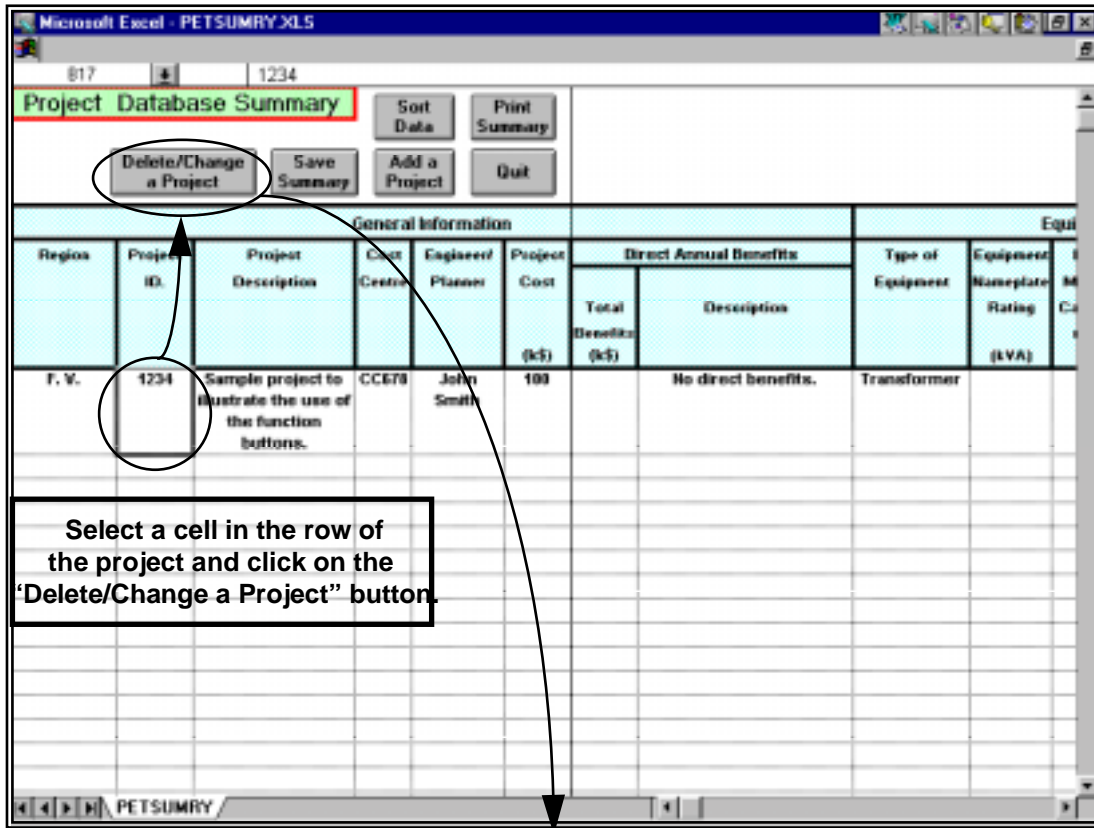 Microsoft Excel - PETSUMRY.XLS
B17 1234
Project Database Summary
Sort Data
Print Summary
Delete/Change a Project
Save Summary
Add a Project
Quit
General Information
Equi
Region
Project ID.
Project Description
Cost Centre
Engineer/ Planner
Project Cost (k$)
Direct Annual Benefits
Total Benefits (k$)
Description
Type of Equipment
Equipment Nameplate Rating (kVA)
M
Ca
F. V. 1234 Sample project to CC678 John 100 No direct benefits. Transformer
illustrate the use of Smith
the function
buttons.
Select a cell in the row of
the project and click on the
“Delete/Change a Project” button.
PETSUMRY